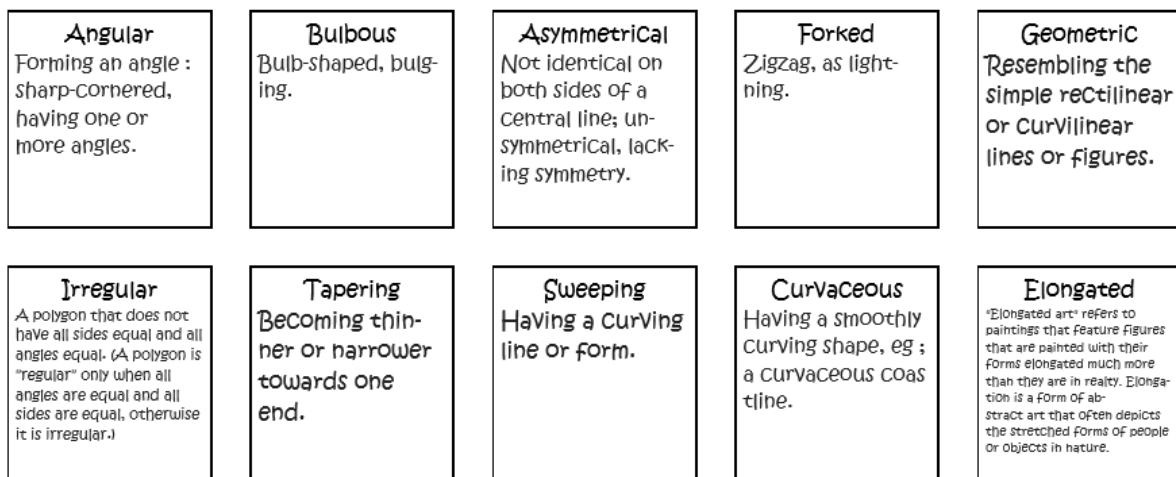 Angular
Forming an angle :
sharp-cornered,
having one or
more angles.
Bulbous
Bulb-shaped, bulg-
ing.
Asymmetrical
Not identical on
both sides of a
central line; un-
symmetrical, lack-
ing symmetry.
Forked
Zigzag, as light-
ning.
Geometric
Resembling the
simple rectilinear
or curvilinear
lines or figures.
Irregular
A polygon that does not
have all sides equal and all
angles equal. (A polygon is
"regular" only when all
angles are equal and all
sides are equal, otherwise
it is irregular.)
Tapering
Becoming thin-
ner or narrower
towards one
end.
Sweeping
Having a curving
line or form.
Curvaceous
Having a smoothly
curving shape, eg ;
a curvaceous coas
tline.
Elongated
"Elongated art" refers to
paintings that feature figures
that are painted with their
forms elongated much more
than they are in realty. Elonga-
tion is a form of ab-
stract art that often depicts
the stretched forms of people
or objects in nature.